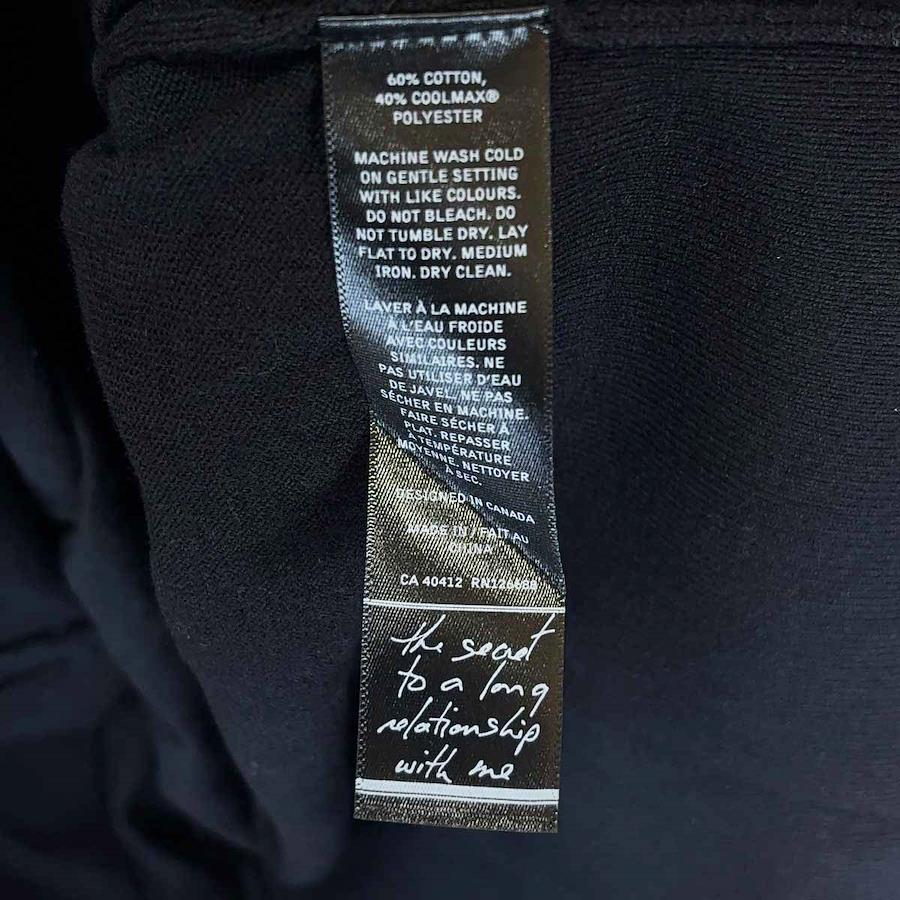 60% COTTON,
40% COOLMAX®
POLYESTER
MACHINE WASH COLD
ON GENTLE SETTING
WITH LIKE COLOURS.
DO NOT BLEACH. DO
NOT TUMBLE DRY. LAY
FLAT TO DRY. MEDIUM
IRON. DRY CLEAN.
LAVER À LA MACHINE
À L'EAU FROIDE
AVEC COULEURS
SIMILAIRES. NE
PAS UTILISER D'EAU
DE JAVEL. NE PAS
SÉCHER EN MACHINE.
FAIRE SÉCHER À
PLAT. REPASSER
À TEMPÉRATURE
MOYENNE. NETTOYER
À SEC.
DESIGNED IN CANADA
MADE IN / FAIT AU
CHINA
CA 40412
the secret
to a long
relationship
with me